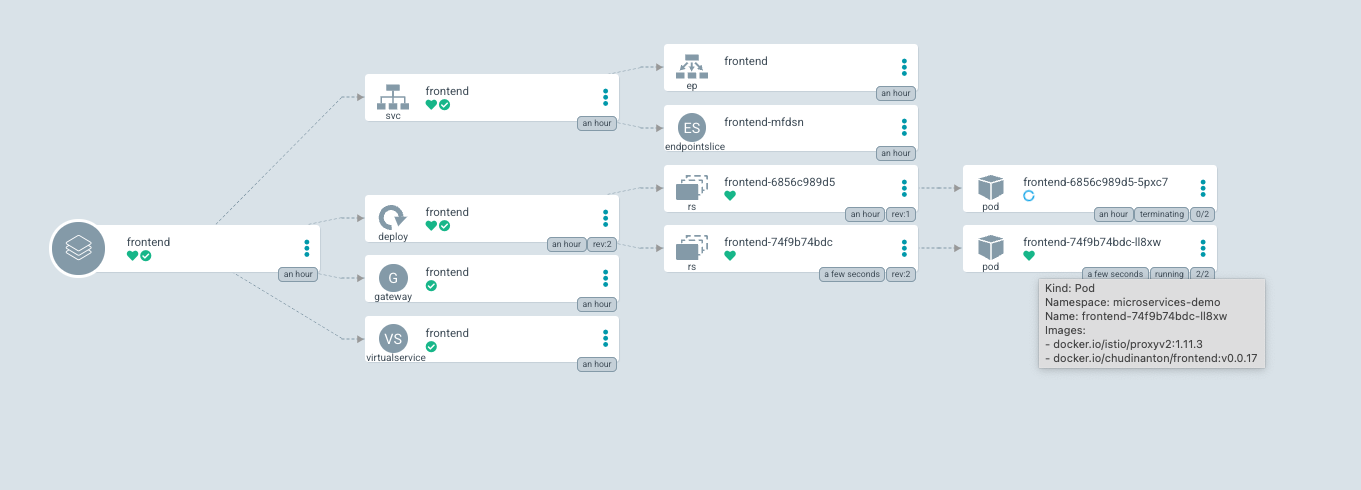 frontend
an hour
frontend
svc
an hour
frontend
deploy
an hour
rev:2
G
frontend
gateway
an hour
VS
frontend
virtualservice
an hour
frontend
ep
an hour
ES
frontend-mfdsn
endpointslice
an hour
frontend-6856c989d5
rs
an hour
rev:1
frontend-74f9b74bdc
rs
a few seconds
rev:2
frontend-6856c989d5-5pxc7
pod
an hour
terminating
0/2
frontend-74f9b74bdc-ll8xw
pod
a few seconds
running
2/2
Kind: Pod
Namespace: microservices-demo
Name: frontend-74f9b74bdc-ll8xw
Images:
- docker.io/istio/proxyv2:1.11.3
- docker.io/chudinanton/frontend:v0.0.17